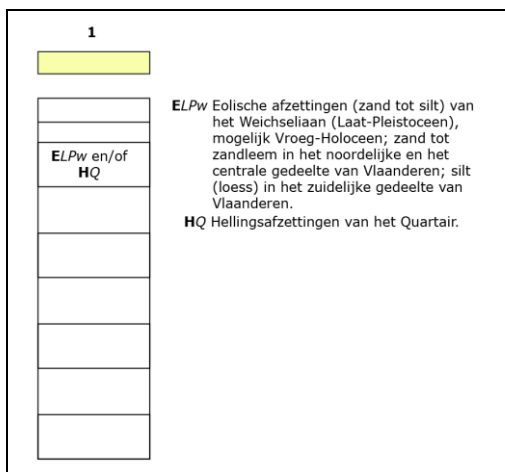 1
ELPw en/of
HQ
ELPw Eolische afzettingen (zand tot silt) van
het Weichseliaan (Laat-Pleistoceen),
mogelijk Vroeg-Holoceen; zand tot
zandleem in het noordelijke en het
centrale gedeelte van Vlaanderen; silt
(loess) in het zuidelijke gedeelte van
Vlaanderen.
HQ Hellingsafzettingen van het Quartair.